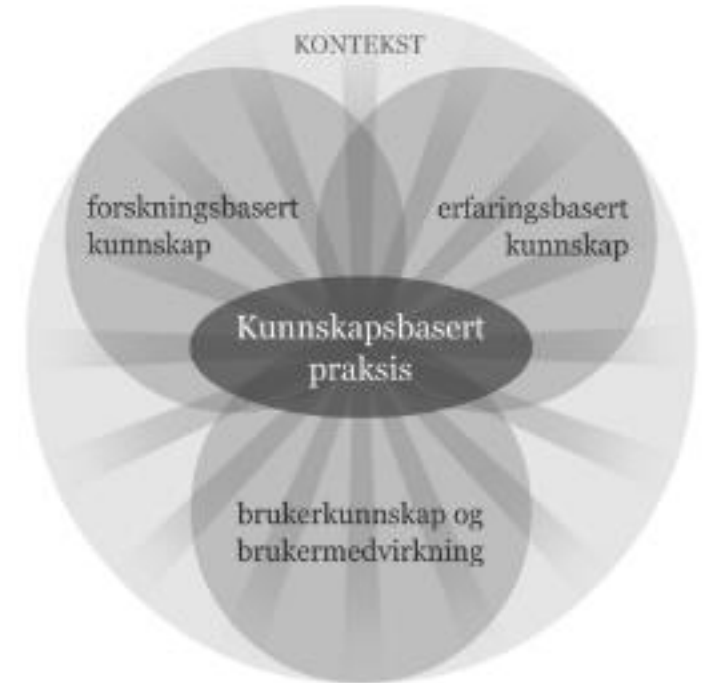 KONTEKST
forskningsbasert
kunnskap
erfaringsbasert
kunnskap
Kunnskapsbasert
praksis
brukerkunnskap og
brukermedvirkning